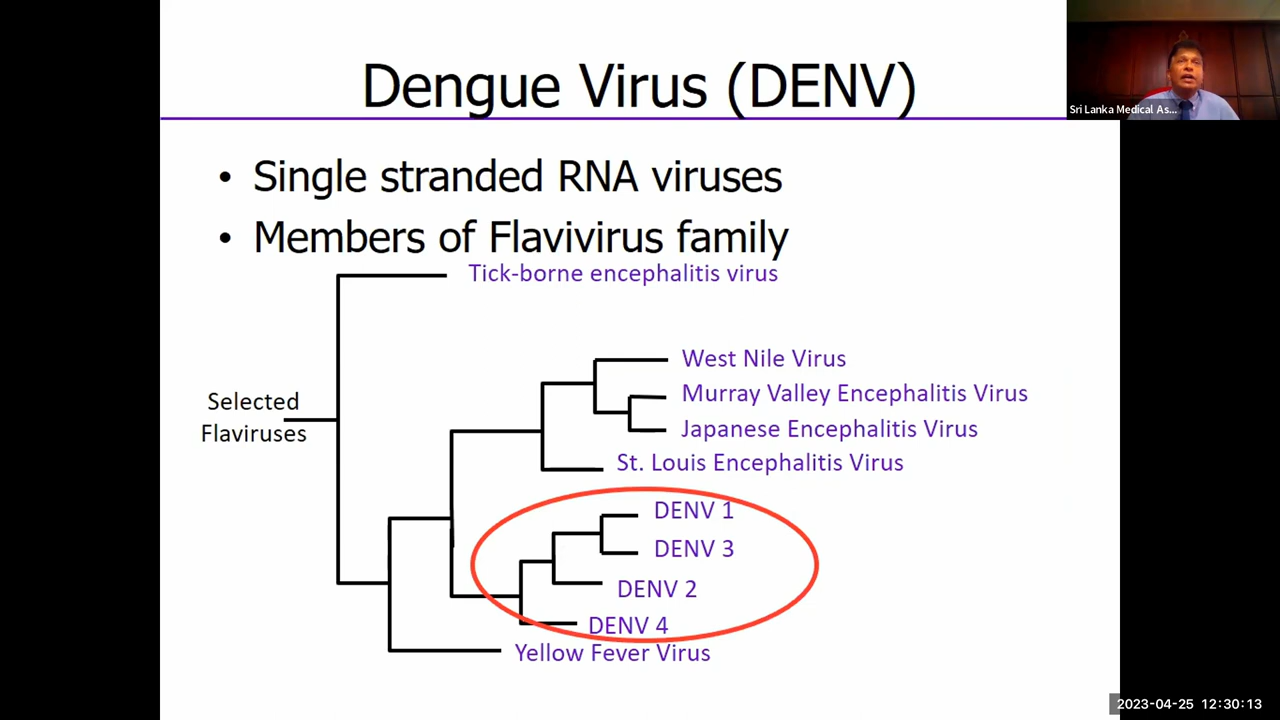 Dengue Virus (DENV)
Sri Lanka Medical As...
• Single stranded RNA viruses
• Members of Flavivirus family
Tick-borne encephalitis virus
West Nile Virus
Murray Valley Encephalitis Virus
Selected
Flaviruses
Japanese Encephalitis Virus
St. Louis Encephalitis Virus
DENV 1
DENV 3
DENV 2
DENV 4
Yellow Fever Virus
2023-04-25 12:30:13